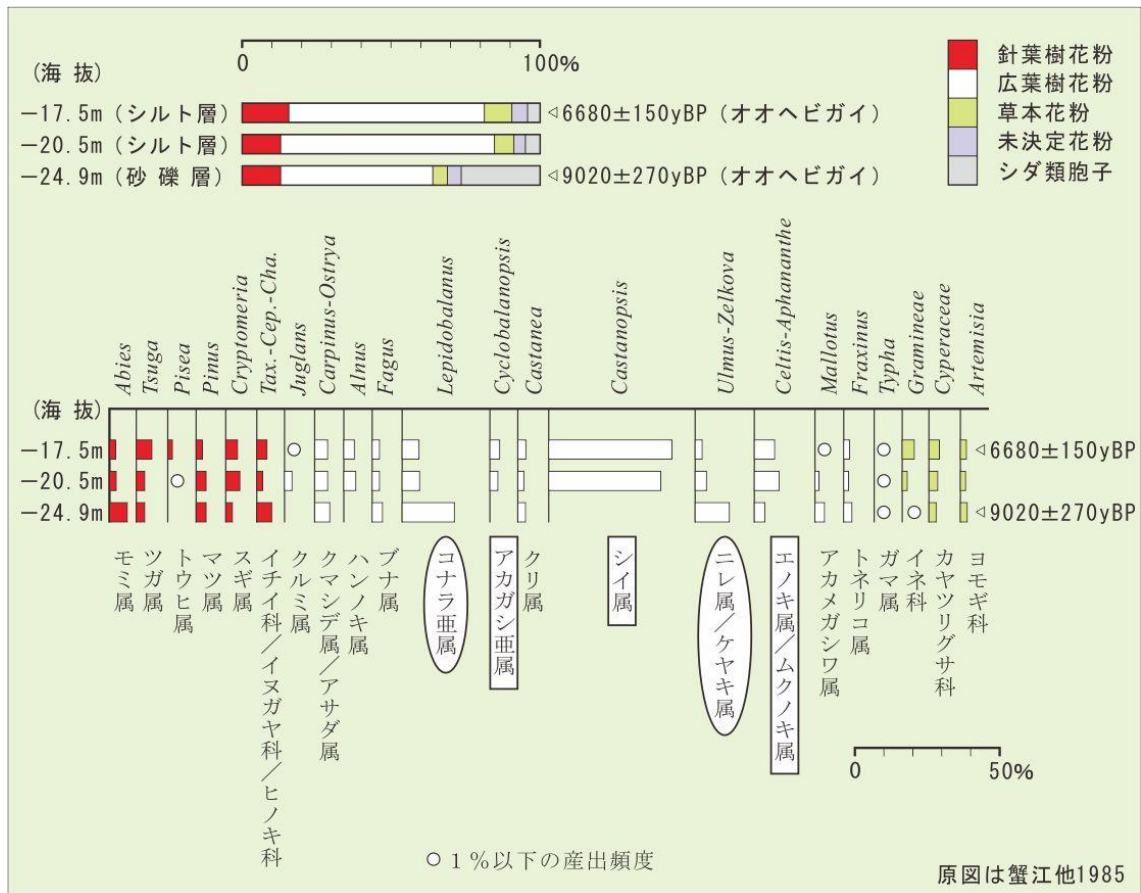 0 100%
(海 抜)
−17.5m(シルト層) ◁6680±150yBP(オオヘビガイ)
−20.5m(シルト層)
−24.9m(砂 礫 層) ◁9020±270yBP(オオヘビガイ)
針葉樹花粉
広葉樹花粉
草本花粉
未決定花粉
シダ類胞子
Abies
Tsuga
Pisea
Pinus
Cryptomeria
Tax.-Cep.-Cha.
Juglans
Carpinus-Ostrya
Alnus
Fagus
Lepidobalanus
Cyclobalanopsis
Castanea
Castanopsis
Ulmus-Zelkova
Celtis-Aphananthe
Mallotus
Fraxinus
Typha
Gramineae
Cyperaceae
Artemisia
(海 抜)
−17.5m ◁6680±150yBP
−20.5m
−24.9m ◁9020±270yBP
モミ属
ツガ属
トウヒ属
マツ属
スギ属
イチイ科/イヌガヤ科/ヒノキ科
クルミ属
クマシデ属/アサダ属
ハンノキ属
ブナ属
コナラ亜属
アカガシ亜属
クリ属
シイ属
ニレ属/ケヤキ属
エノキ属/ムクノキ属
アカメガシワ属
トネリコ属
ガマ属
イネ科
カヤツリグサ科
ヨモギ科
0 50%
○1%以下の産出頻度
原図は蟹江他1985